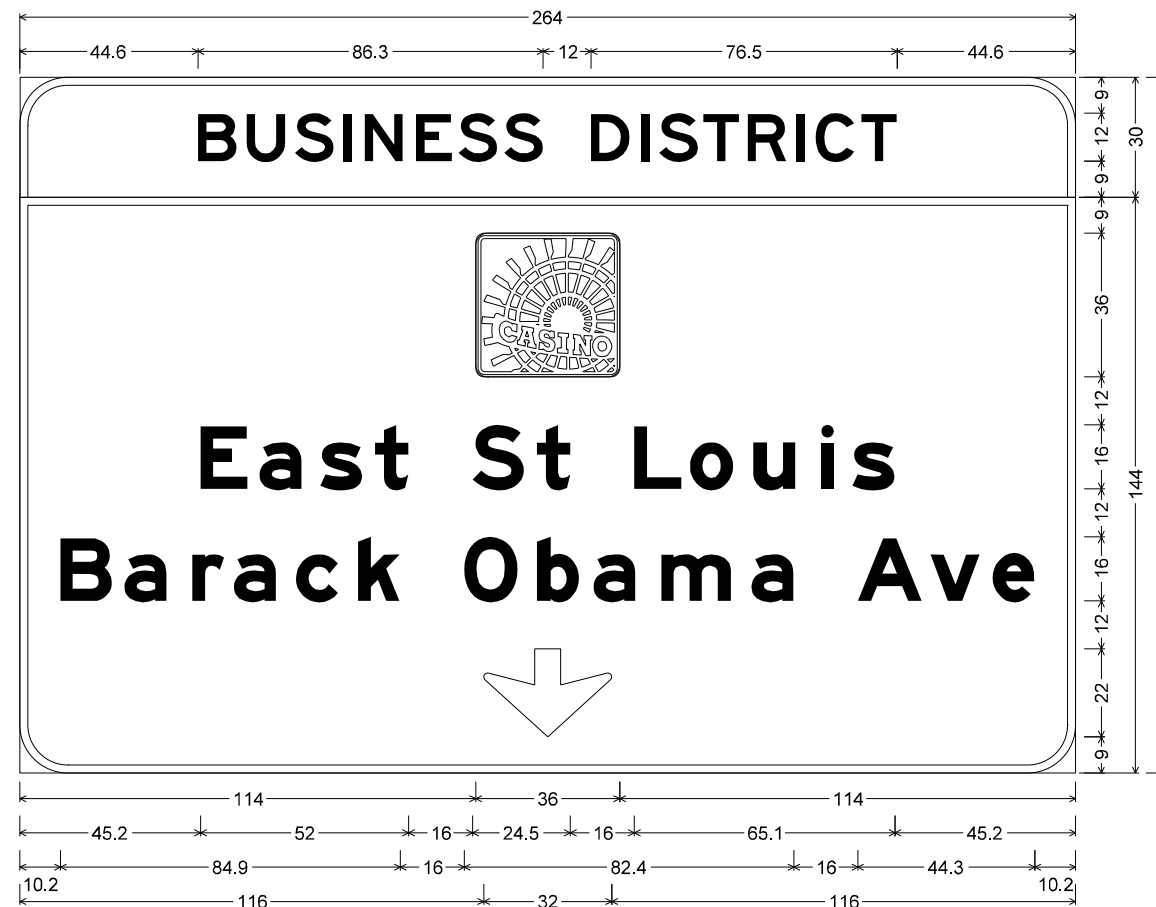 264
44.6 86.3 12 76.5 44.6
BUSINESS DISTRICT
9
12
9
30
CASINO
9
36
12
East St Louis
16
12
144
Barack Obama Ave
16
12
22
9
114 36 114
45.2 52 16 24.5 16 65.1 45.2
10.2 84.9 16 82.4 16 44.3 10.2
116 32 116